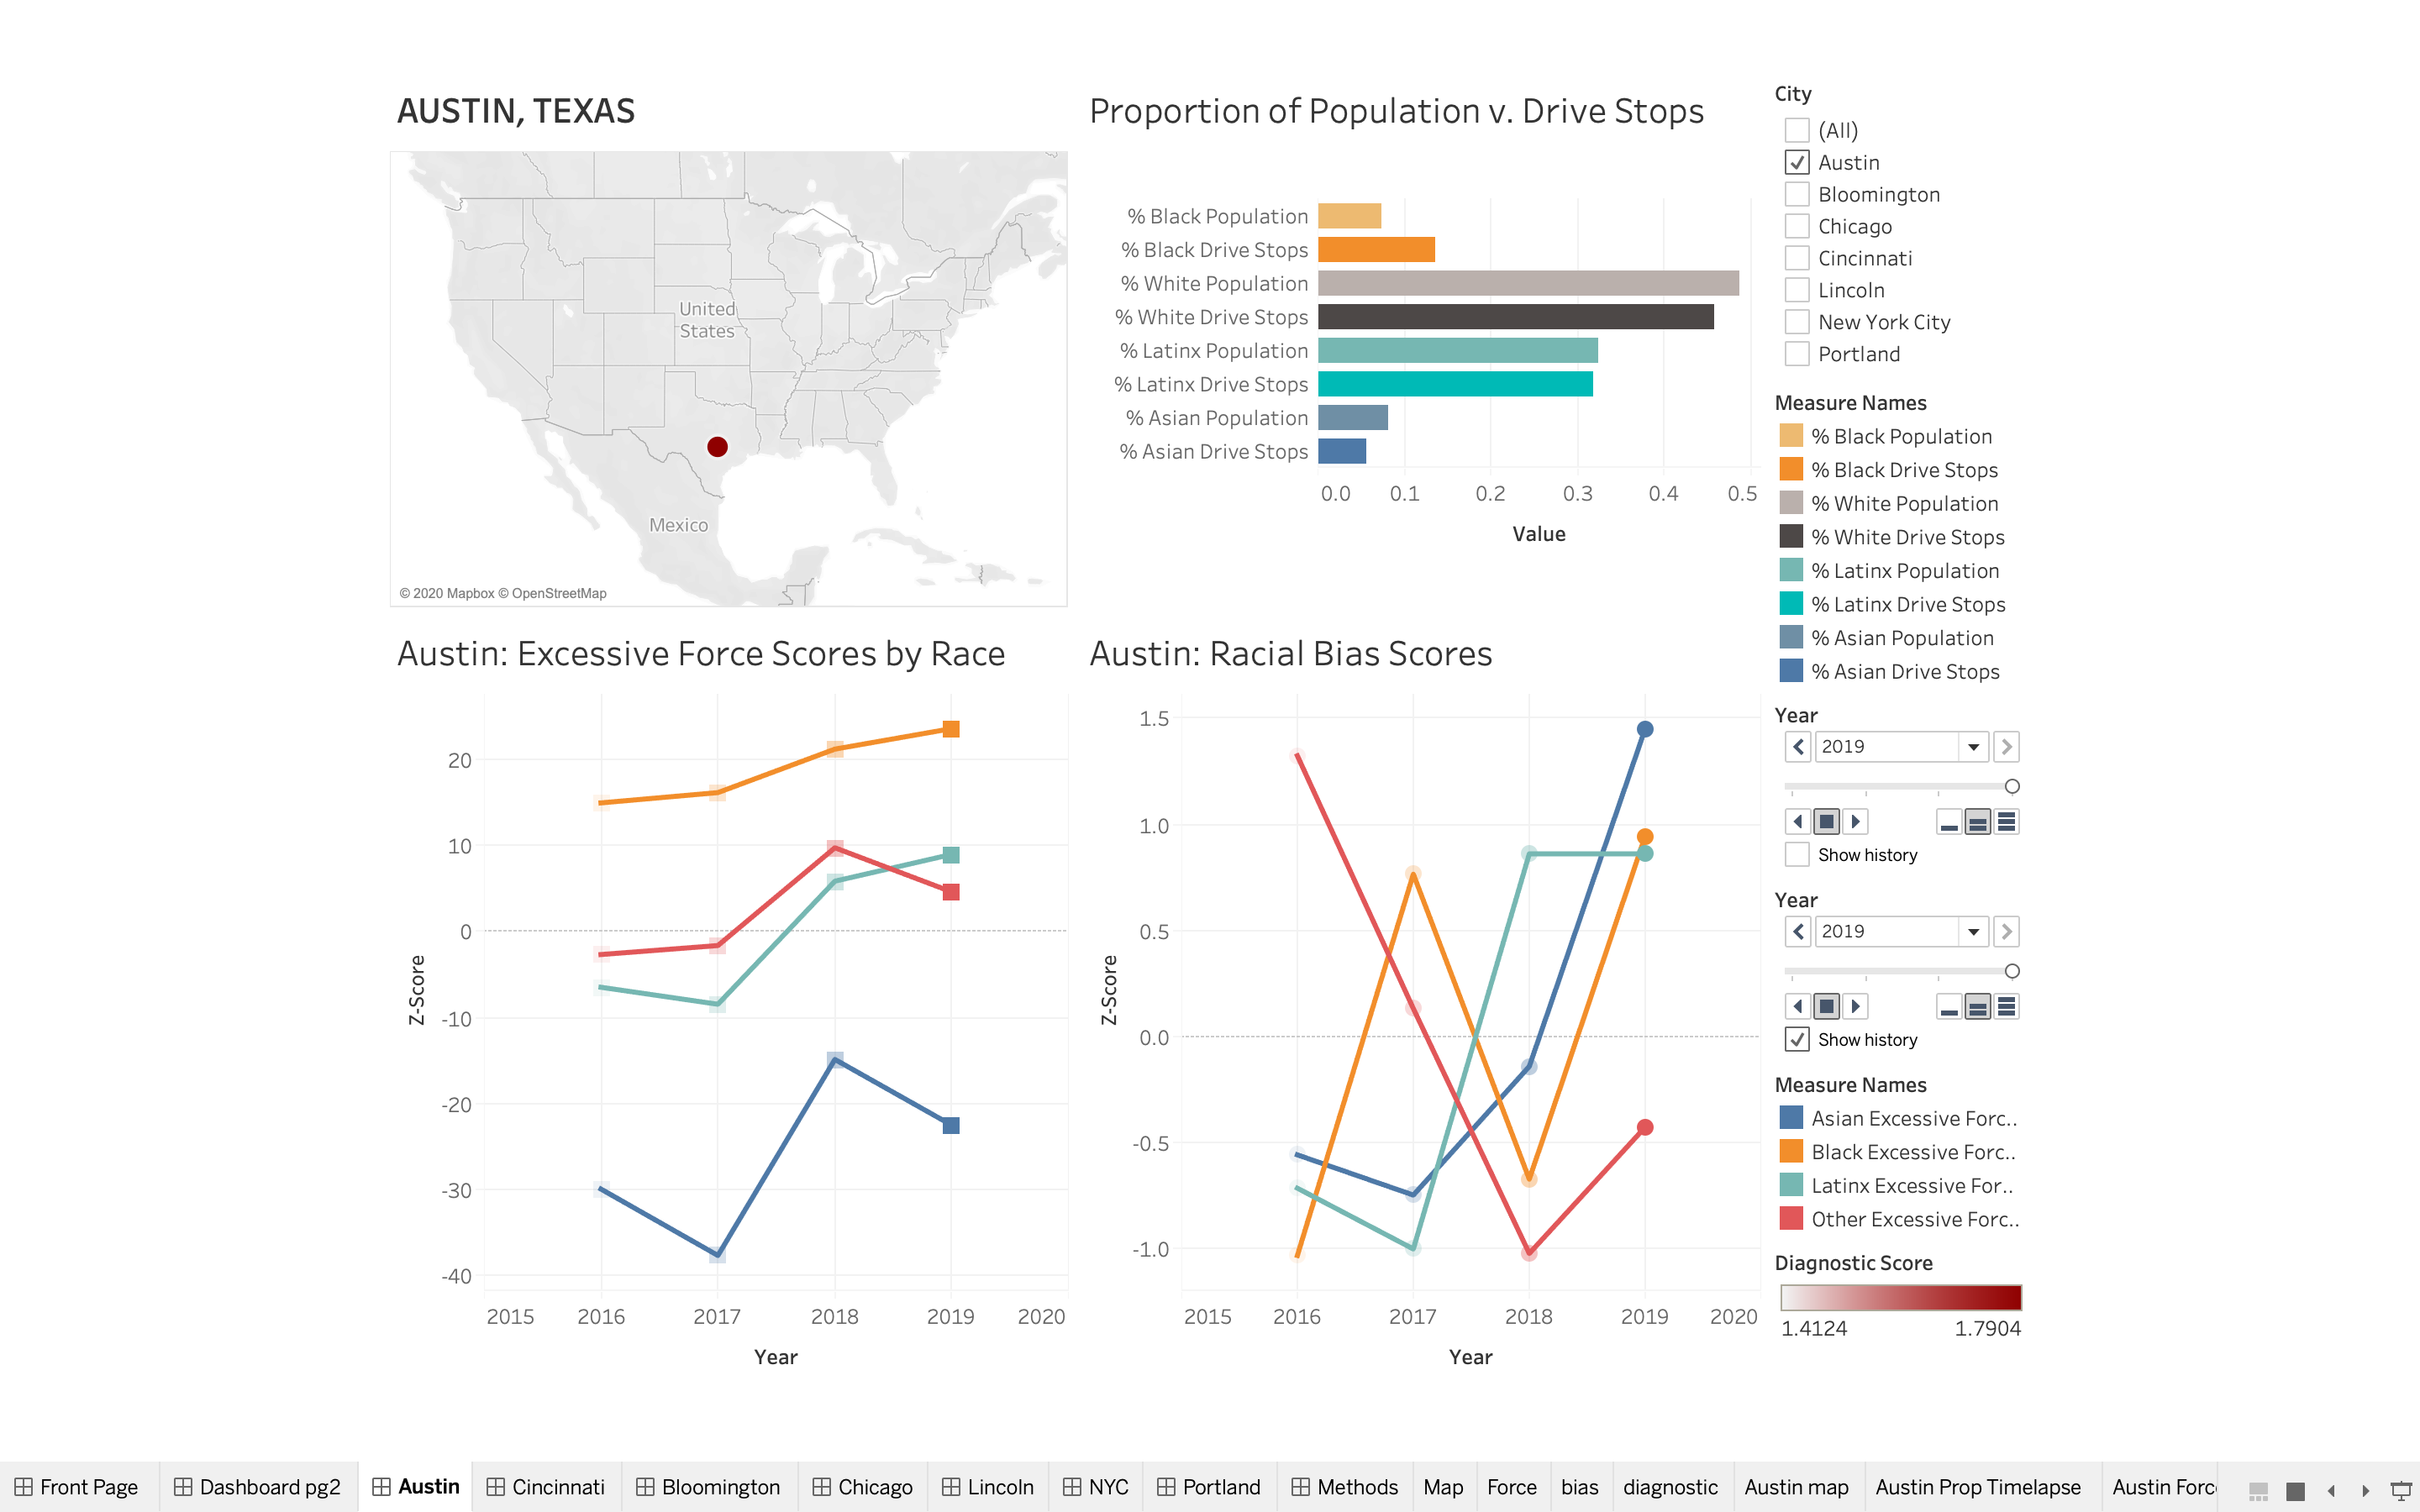 AUSTIN, TEXAS
United
States
Mexico
© 2020 Mapbox © OpenStreetMap
Proportion of Population v. Drive Stops
% Black Population
% Black Drive Stops
% White Population
% White Drive Stops
% Latinx Population
% Latinx Drive Stops
% Asian Population
% Asian Drive Stops
0.0 0.1 0.2 0.3 0.4 0.5
Value
Austin: Excessive Force Scores by Race
20
10
0
-10
-20
-30
-40
Z-Score
2015 2016 2017 2018 2019 2020
Year
Austin: Racial Bias Scores
1.5
1.0
0.5
0.0
-0.5
-1.0
Z-Score
2015 2016 2017 2018 2019 2020
Year
City
(All)
Austin
Bloomington
Chicago
Cincinnati
Lincoln
New York City
Portland
Measure Names
% Black Population
% Black Drive Stops
% White Population
% White Drive Stops
% Latinx Population
% Latinx Drive Stops
% Asian Population
% Asian Drive Stops
Year
2019
Show history
Year
2019
Show history
Measure Names
Asian Excessive Forc..
Black Excessive Forc..
Latinx Excessive For..
Other Excessive Forc..
Diagnostic Score
1.4124 1.7904
Front Page Dashboard pg2 Austin Cincinnati Bloomington Chicago Lincoln NYC Portland Methods Map Force bias diagnostic Austin map Austin Prop Timelapse Austin Forc